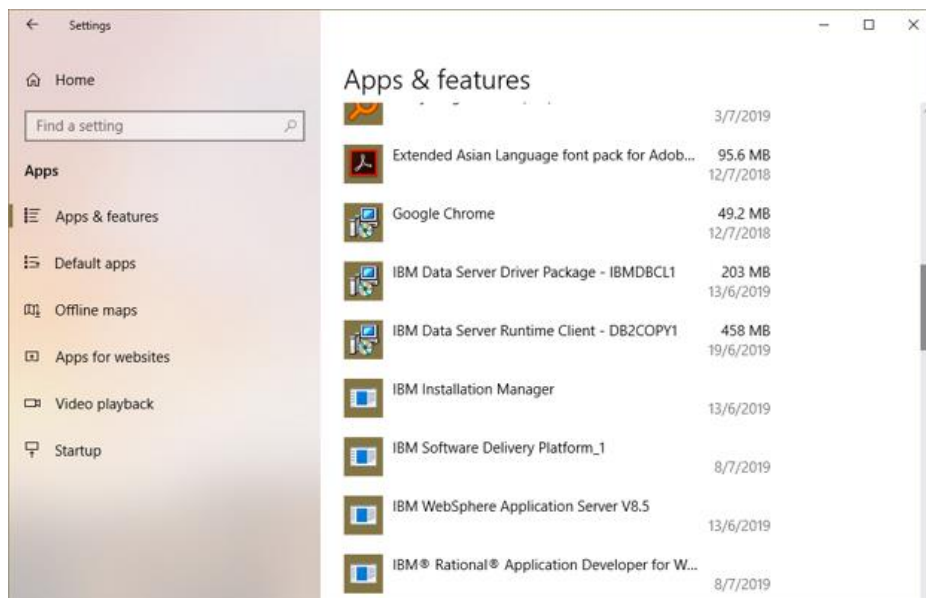 Settings
Home
Find a setting
Apps
Apps & features
Default apps
Offline maps
Apps for websites
Video playback
Startup
Apps & features
3/7/2019
Extended Asian Language font pack for Adob... 95.6 MB
12/7/2018
Google Chrome 49.2 MB
12/7/2018
IBM Data Server Driver Package - IBMDBCL1 203 MB
13/6/2019
IBM Data Server Runtime Client - DB2COPY1 458 MB
19/6/2019
IBM Installation Manager
13/6/2019
IBM Software Delivery Platform_1
8/7/2019
IBM WebSphere Application Server V8.5
13/6/2019
IBM® Rational® Application Developer for W...
8/7/2019